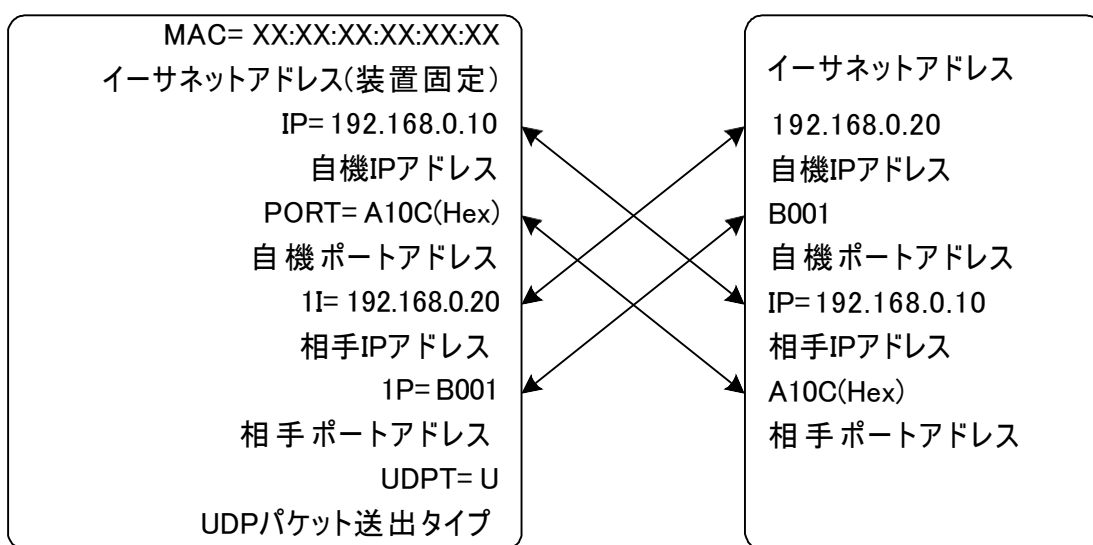 MAC= XX:XX:XX:XX:XX:XX
イーサネットアドレス(装置固定)
IP= 192.168.0.10
自機IPアドレス
PORT= A10C(Hex)
自機ポートアドレス
1I= 192.168.0.20
相手IPアドレス
1P= B001
相手ポートアドレス
UDPT= U
UDPパケット送出タイプ
イーサネットアドレス
192.168.0.20
自機IPアドレス
B001
自機ポートアドレス
IP=192.168.0.10
相手IPアドレス
A10C(Hex)
相手ポートアドレス